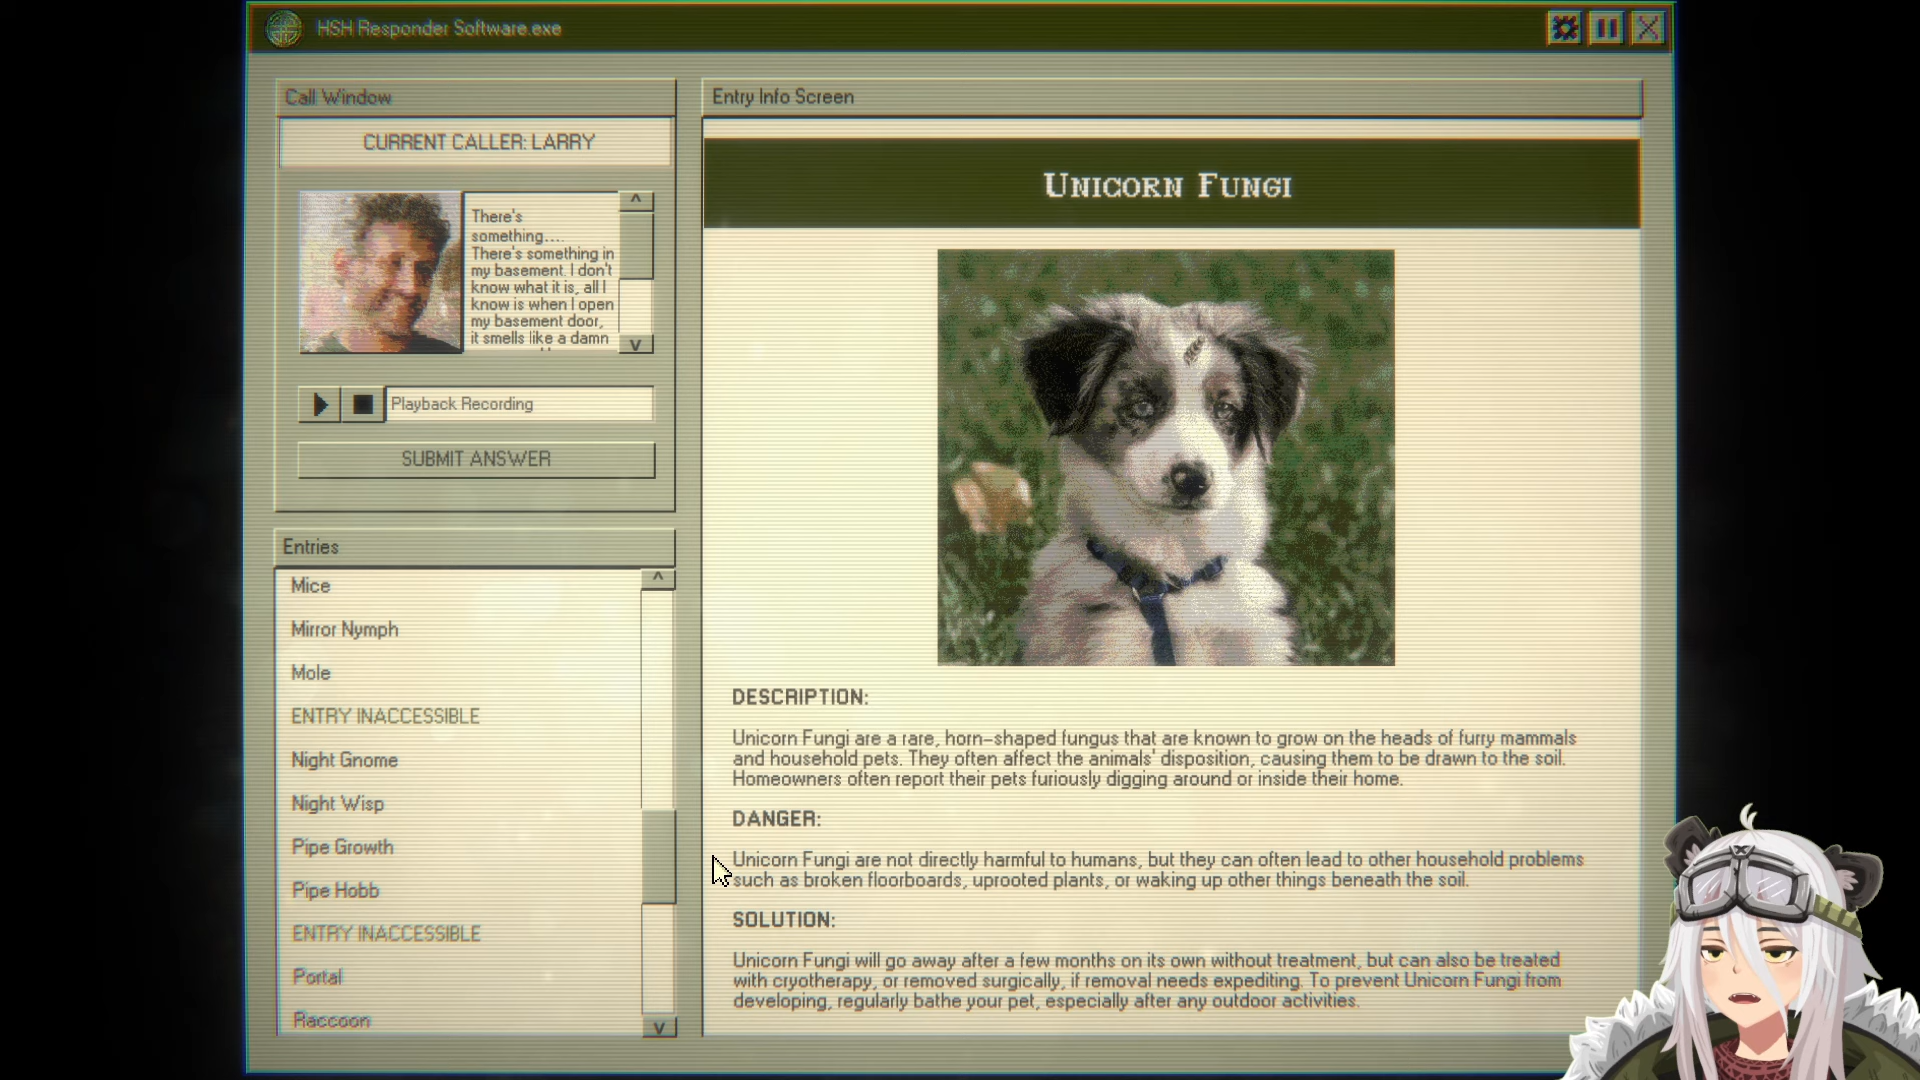 HSH Responder Software.exe
Call Window
CURRENT CALLER: LARRY
There's
something....
There's something in
my basement. I don't
know what it is, all I
know is when I open
my basement door,
it smells like a damn
Playback Recording
SUBMIT ANSWER
Entries
Mice
Mirror Nymph
Mole
ENTRY INACCESSIBLE
Night Gnome
Night Wisp
Pipe Growth
Pipe Hobb
ENTRY INACCESSIBLE
Portal
Raccoon
Entry Info Screen
UNICORN FUNGI
DESCRIPTION:
Unicorn Fungi are a rare, horn-shaped fungus that are known to grow on the heads of furry mammals
and household pets. They often affect the animals' disposition, causing them to be drawn to the soil.
Homeowners often report their pets furiously digging around or inside their home.
DANGER:
Unicorn Fungi are not directly harmful to humans, but they can often lead to other household problems
such as broken floorboards, uprooted plants, or waking up other things beneath the soil.
SOLUTION:
Unicorn Fungi will go away after a few months on its own without treatment, but can also be treated
with cryotherapy, or removed surgically, if removal needs expediting. To prevent Unicorn Fungi from
developing, regularly bathe your pet, especially after any outdoor activities.